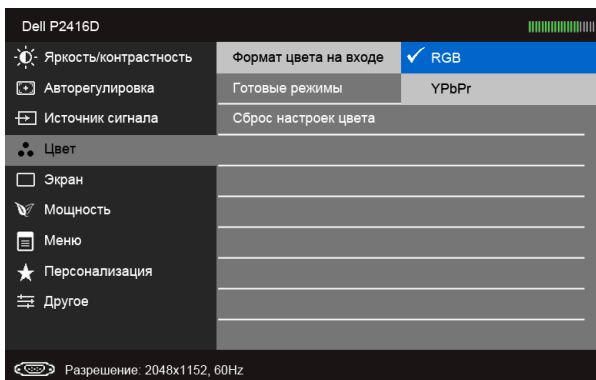 Dell P2416D
Яркость/контрастность
Формат цвета на входе
RGB
Авторегулировка
Готовые режимы
YPbPr
Источник сигнала
Сброс настроек цвета
Цвет
Экран
Мощность
Меню
Персонализация
Другое
Разрешение: 2048x1152, 60Hz